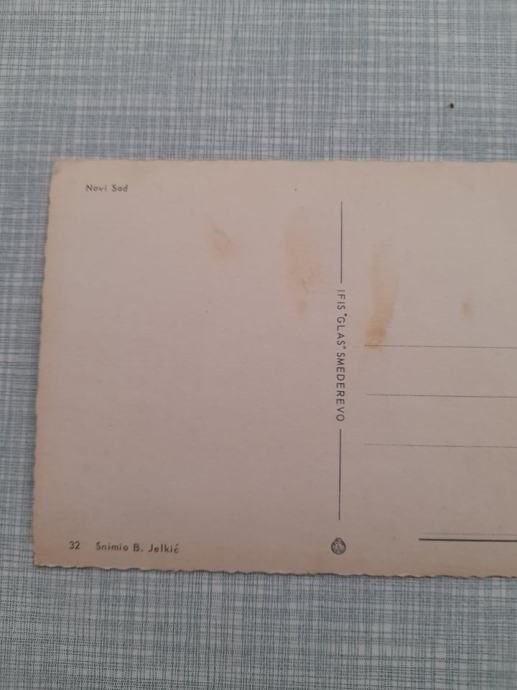 Novi Sad
IFIS "GLAS" SMEDEREVO
32 Snimio B. Jelkić